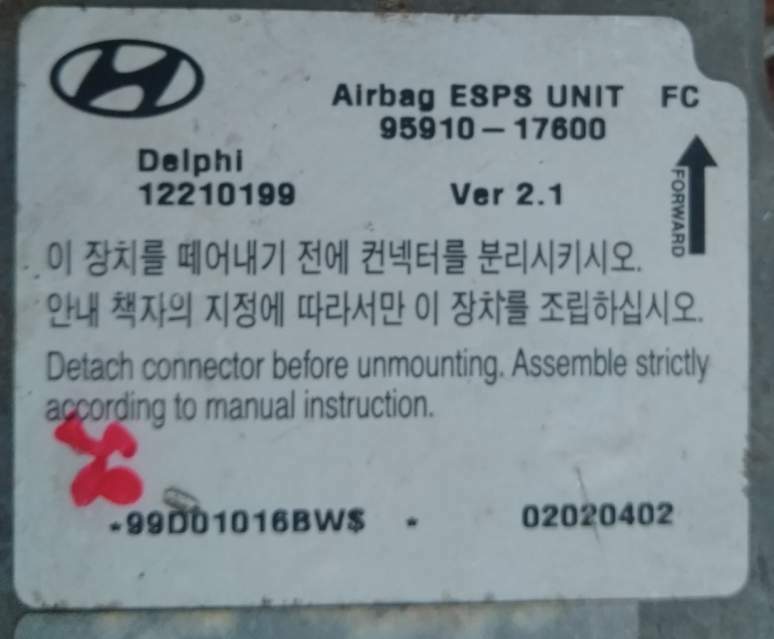 Airbag ESPS UNIT FC
95910-17600
Delphi
12210199 Ver 2.1
FORWARD
이 장치를 떼어내기 전에 컨넥터를 분리시키시오.
안내 책자의 지정에 따라서만 이 장차를 조립하십시오.
Detach connector before unmounting. Assemble strictly
according to manual instruction.
*99D01016BW$ * 02020402